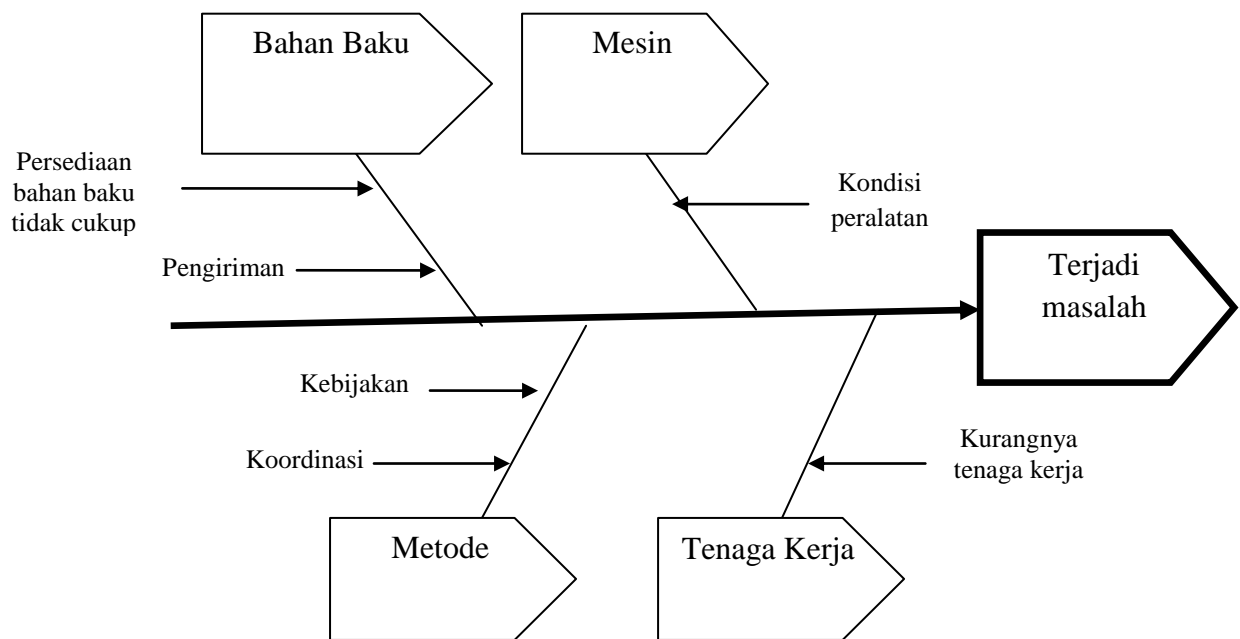 Bahan Baku
Mesin
Persediaan
bahan baku
tidak cukup
Kondisi
peralatan
Pengiriman
Terjadi
masalah
Kebijakan
Koordinasi
Kurangnya
tenaga kerja
Metode
Tenaga Kerja